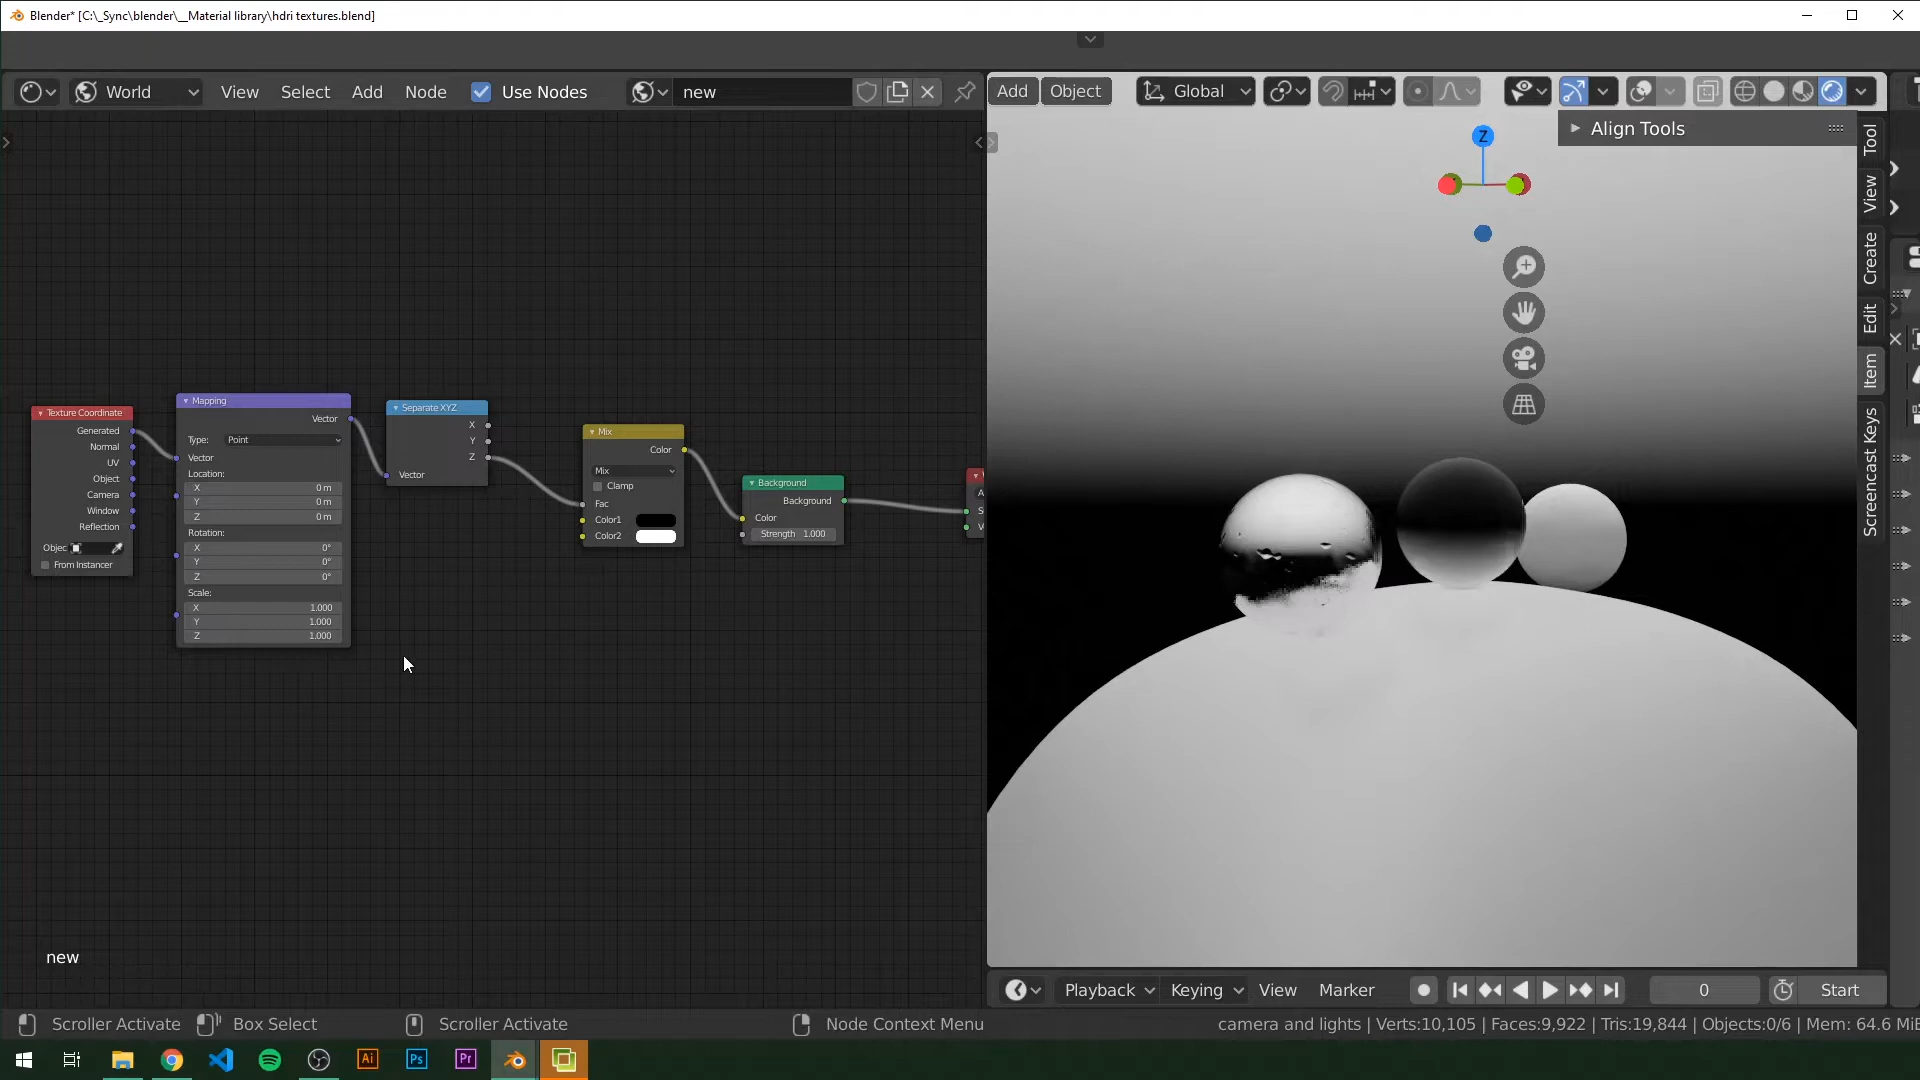 Blender* [C:\_Sync\blender\__Material library\hdri textures.blend]
World
View
Select
Add
Node
Use Nodes
new
Add
Object
Global
Align Tools
Z
Tool
View
Create
Edit
Item
Screencast Keys
Texture Coordinate
Generated
Normal
UV
Object
Camera
Window
Reflection
Objec
From Instancer
Mapping
Vector
Type: Point
Vector
Location:
X 0 m
Y 0 m
Z 0 m
Rotation:
X 0°
Y 0°
Z 0°
Scale:
X 1.000
Y 1.000
Z 1.000
Separate XYZ
X
Y
Z
Vector
Mix
Color
Mix
Clamp
Fac
Color1
Color2
Background
Background
Color
Strength 1.000
new
Playback
Keying
View
Marker
0
Start
Scroller Activate
Box Select
Scroller Activate
Node Context Menu
camera and lights | Verts:10,105 | Faces:9,922 | Tris:19,844 | Objects:0/6 | Mem: 64.6 MiB
Ai
Ps
Pr